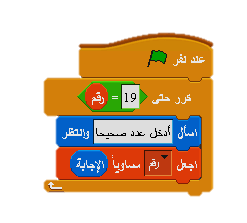 عند نقر
كرر حتى رقم = 19
اسأل أدخل عدد صحيحا وانتظر
اجعل رقم مساوياً الإجابة